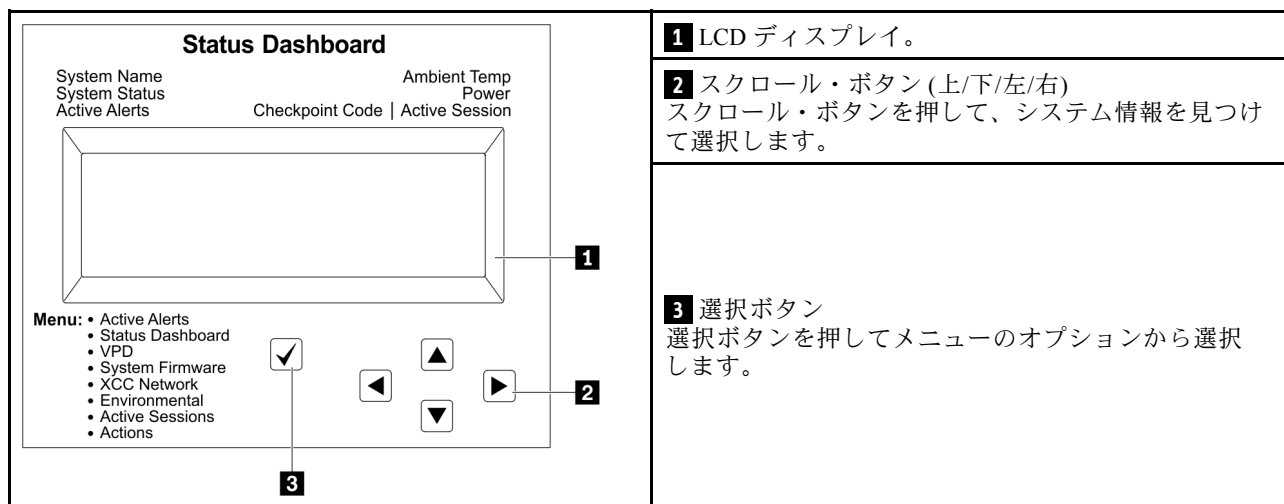 Status Dashboard
System Name
System Status
Active Alerts
Ambient Temp
Power
Checkpoint Code | Active Session
1
Menu: • Active Alerts
• Status Dashboard
• VPD
• System Firmware
• XCC Network
• Environmental
• Active Sessions
• Actions
2
3
1 LCD ディスプレイ。
2 スクロール・ボタン (上/下/左/右)
スクロール・ボタンを押して、システム情報を見つけ
て選択します。
3 選択ボタン
選択ボタンを押してメニューのオプションから選択
します。